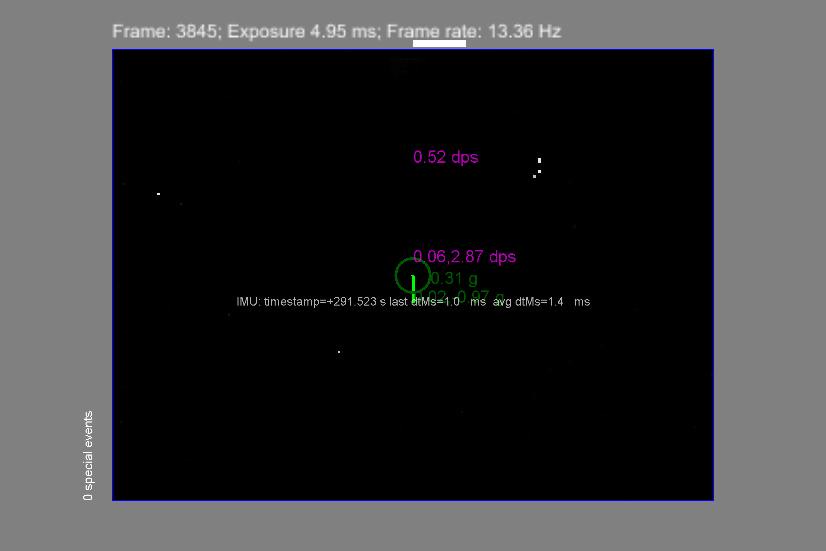 Frame: 3845; Exposure 4.95 ms; Frame rate: 13.36 Hz
0.52 dps
0.06,2.87 dps
0.31 g
0.97 g
IMU: timestamp=+291.523 s last dtMs=1.0 ms avg dtMs=1.4 ms
0 special events